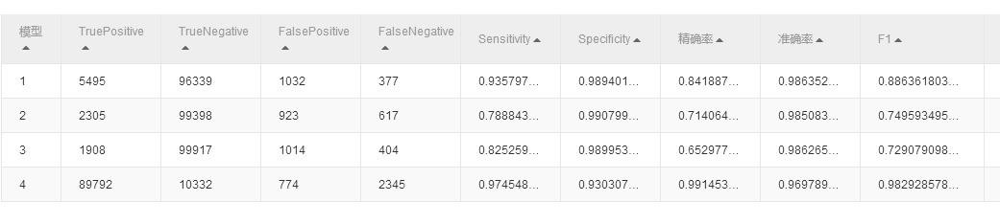 模型 TruePositive TrueNegative FalsePositive FalseNegative Sensitivity Specificity 精确率 准确率 F1
1 5495 96339 1032 377 0.935797... 0.989401... 0.841887... 0.986352... 0.886361803...
2 2305 99398 923 617 0.788843... 0.990799... 0.714064... 0.985083... 0.749593495...
3 1908 99917 1014 404 0.825259... 0.989953... 0.652977... 0.986265... 0.729079098...
4 89792 10332 774 2345 0.974548... 0.930307... 0.991453... 0.969789... 0.982928578...